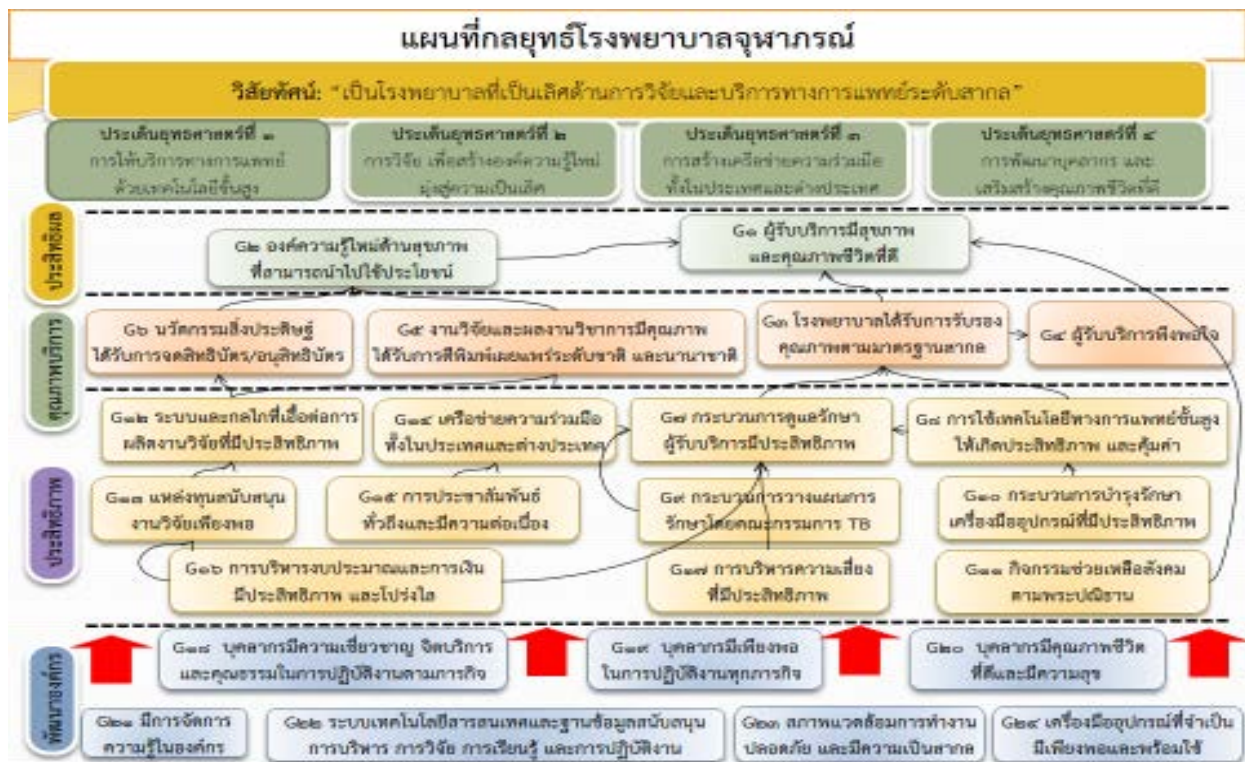 แผนที่กลยุทธ์โรงพยาบาลจุฬาภรณ์
วิสัยทัศน์: "เป็นโรงพยาบาลที่เป็นเลิศด้านการวิจัยและบริการทางการแพทย์ระดับสากล"
ประเด็นยุทธศาสตร์ที่ ๑
การให้บริการทางการแพทย์
ด้วยเทคโนโลยีขั้นสูง
ประเด็นยุทธศาสตร์ที่ ๒
การวิจัย เพื่อสร้างองค์ความรู้ใหม่
มุ่งสู่ความเป็นเลิศ
ประเด็นยุทธศาสตร์ที่ ๓
การสร้างเครือข่ายความร่วมมือ
ทั้งในประเทศและต่างประเทศ
ประเด็นยุทธศาสตร์ที่ ๔
การพัฒนาบุคลากร และ
เสริมสร้างคุณภาพชีวิตที่ดี
ประสิทธิผล
G๒ องค์ความรู้ใหม่ด้านสุขภาพ
ที่สามารถนำไปใช้ประโยชน์
G๑ ผู้รับบริการมีสุขภาพ
และคุณภาพชีวิตที่ดี
คุณภาพบริการ
G๖ นวัตกรรมสิ่งประดิษฐ์
ได้รับการจดสิทธิบัตร/อนุสิทธิบัตร
G๕ งานวิจัยและผลงานวิชาการมีคุณภาพ
ได้รับการตีพิมพ์เผยแพร่ระดับชาติ และนานาชาติ
G๓ โรงพยาบาลได้รับการรับรอง
คุณภาพตามมาตรฐานสากล
G๔ ผู้รับบริการพึงพอใจ
ประสิทธิภาพ
G๑๒ ระบบและกลไกที่เอื้อต่อการ
ผลิตงานวิจัยที่มีประสิทธิภาพ
G๑๔ เครือข่ายความร่วมมือ
ทั้งในประเทศและต่างประเทศ
G๗ กระบวนการดูแลรักษา
ผู้รับบริการมีประสิทธิภาพ
G๘ การใช้เทคโนโลยีทางการแพทย์ขั้นสูง
ให้เกิดประสิทธิภาพ และคุ้มค่า
G๑๓ แหล่งทุนสนับสนุน
งานวิจัยเพียงพอ
G๑๕ การประชาสัมพันธ์
ทั่วถึงและมีความต่อเนื่อง
G๙ กระบวนการวางแผนการ
รักษาโดยคณะกรรมการ TB
G๑๐ กระบวนการบำรุงรักษา
เครื่องมืออุปกรณ์ที่มีประสิทธิภาพ
G๑๖ การบริหารงบประมาณและการเงิน
มีประสิทธิภาพ และโปร่งใส
G๑๗ การบริหารความเสี่ยง
ที่มีประสิทธิภาพ
G๑๑ กิจกรรมช่วยเหลือสังคม
ตามพระปณิธาน
พัฒนาองค์กร
G๑๘ บุคลากรมีความเชี่ยวชาญ จิตบริการ
และคุณธรรมในการปฏิบัติงานตามภารกิจ
G๑๙ บุคลากรมีเพียงพอ
ในการปฏิบัติงานทุกภารกิจ
G๒๐ บุคลากรมีคุณภาพชีวิต
ที่ดีและมีความสุข
G๒๑ มีการจัดการ
ความรู้ในองค์กร
G๒๒ ระบบเทคโนโลยีสารสนเทศและฐานข้อมูลสนับสนุน
การบริหาร การวิจัย การเรียนรู้ และการปฏิบัติงาน
G๒๓ สภาพแวดล้อมการทำงาน
ปลอดภัย และมีความเป็นสากล
G๒๔ เครื่องมืออุปกรณ์ที่จำเป็น
มีเพียงพอและพร้อมใช้